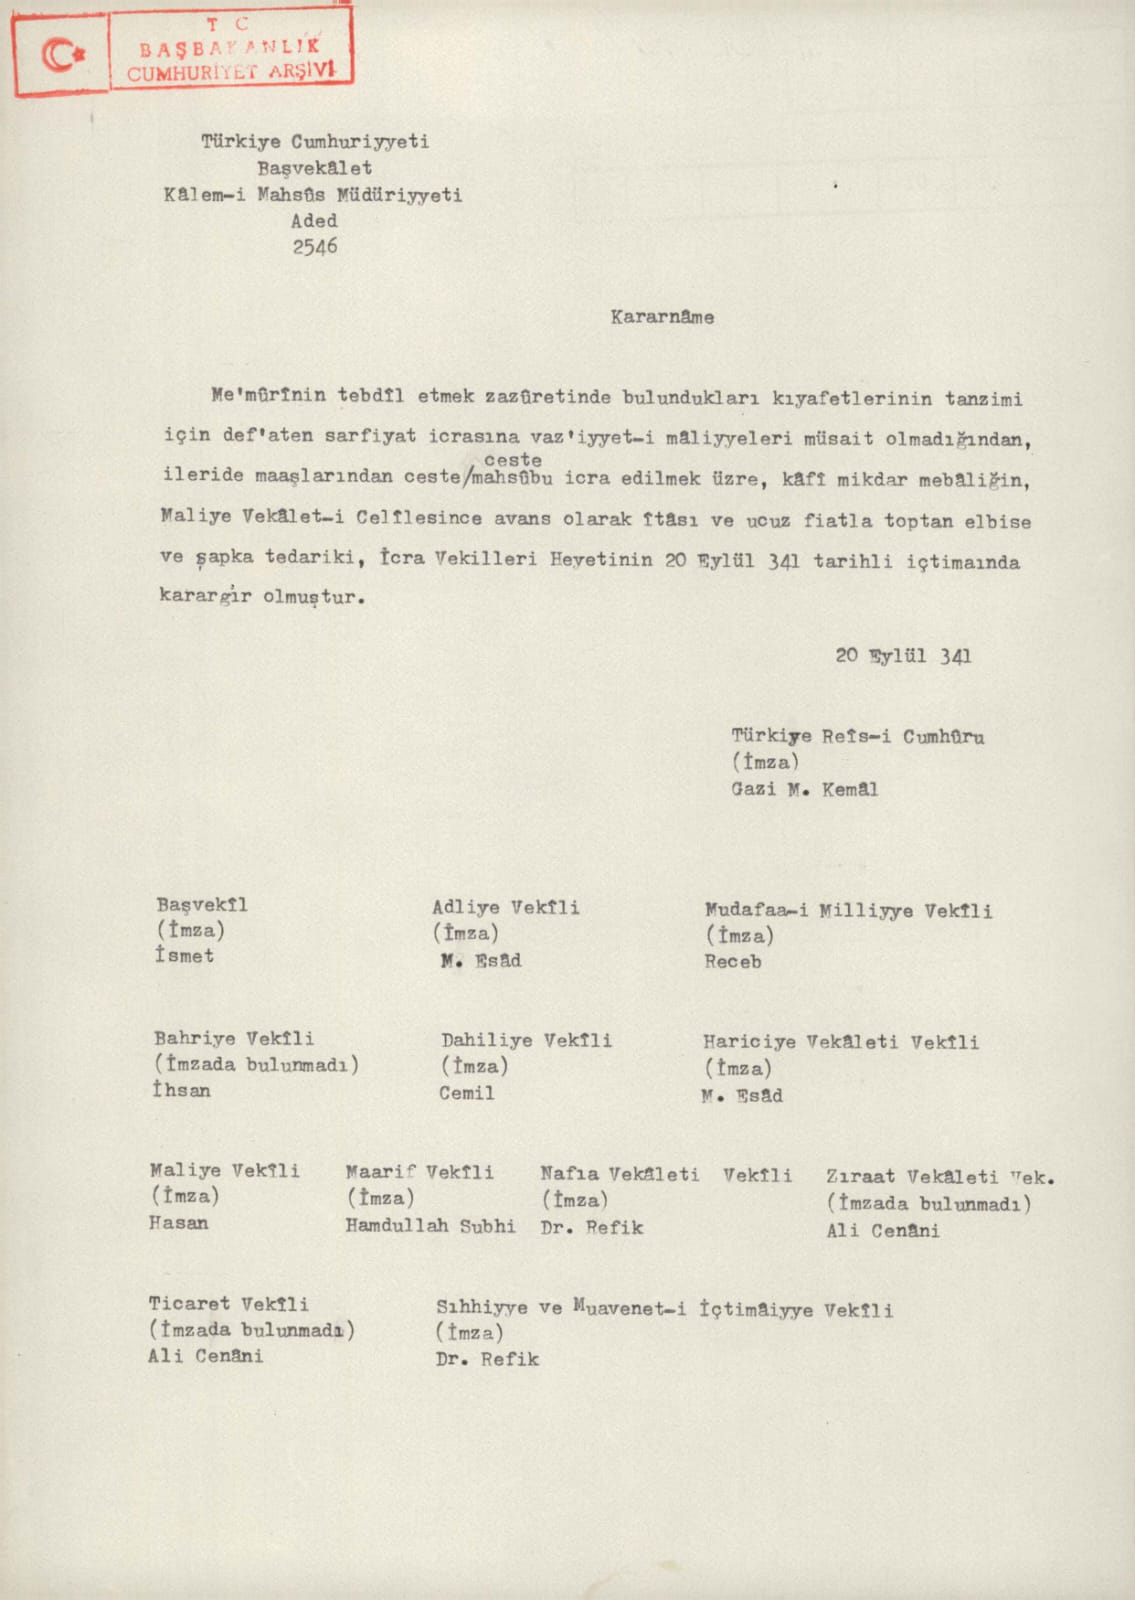 T C
BAŞBAKANLIK
CUMHURİYET ARŞİVİ
Türkiye Cumhuriyyeti
Başvekâlet
Kâlem-i Mahsûs Müdüriyyeti
Aded
2546
Kararnâme
Me'mûrînin tebdîl etmek zazûretinde bulundukları kıyafetlerinin tanzimi
için def'aten sarfiyat icrasına vaz'iyyet-i mâliyyeleri müsait olmadığından,
ceste
ileride maaşlarından ceste/mahsûbu icra edilmek üzre, kâfî mikdar mebâliğin,
Maliye Vekâlet-i Celîlesince avans olarak îtâsı ve ucuz fiatla toptan elbise
ve şapka tedariki, İcra Vekilleri Heyetinin 20 Eylül 341 tarihli içtimaında
karargîr olmuştur.
20 Eylül 341
Türkiye Reîs-i Cumhûru
(İmza)
Gazi M. Kemâl
Başvekîl Adliye Vekîli Mudafaa-i Milliyye Vekîli
(İmza) (İmza) (İmza)
İsmet M. Esâd Receb
Bahriye Vekîli Dahiliye Vekîli Hariciye Vekâleti Vekîli
(İmzada bulunmadı) (İmza) (İmza)
İhsan Cemil M. Esâd
Maliye Vekîli Maarif Vekîli Nafıa Vekâleti Vekîli Zıraat Vekâleti Vek.
(İmza) (İmza) (İmza) (İmzada bulunmadı)
Hasan Hamdullah Subhi Dr. Refik Ali Cenâni
Ticaret Vekîli Sıhhiyye ve Muavenet-i İçtimâiyye Vekîli
(İmzada bulunmadı) (İmza)
Ali Cenâni Dr. Refik